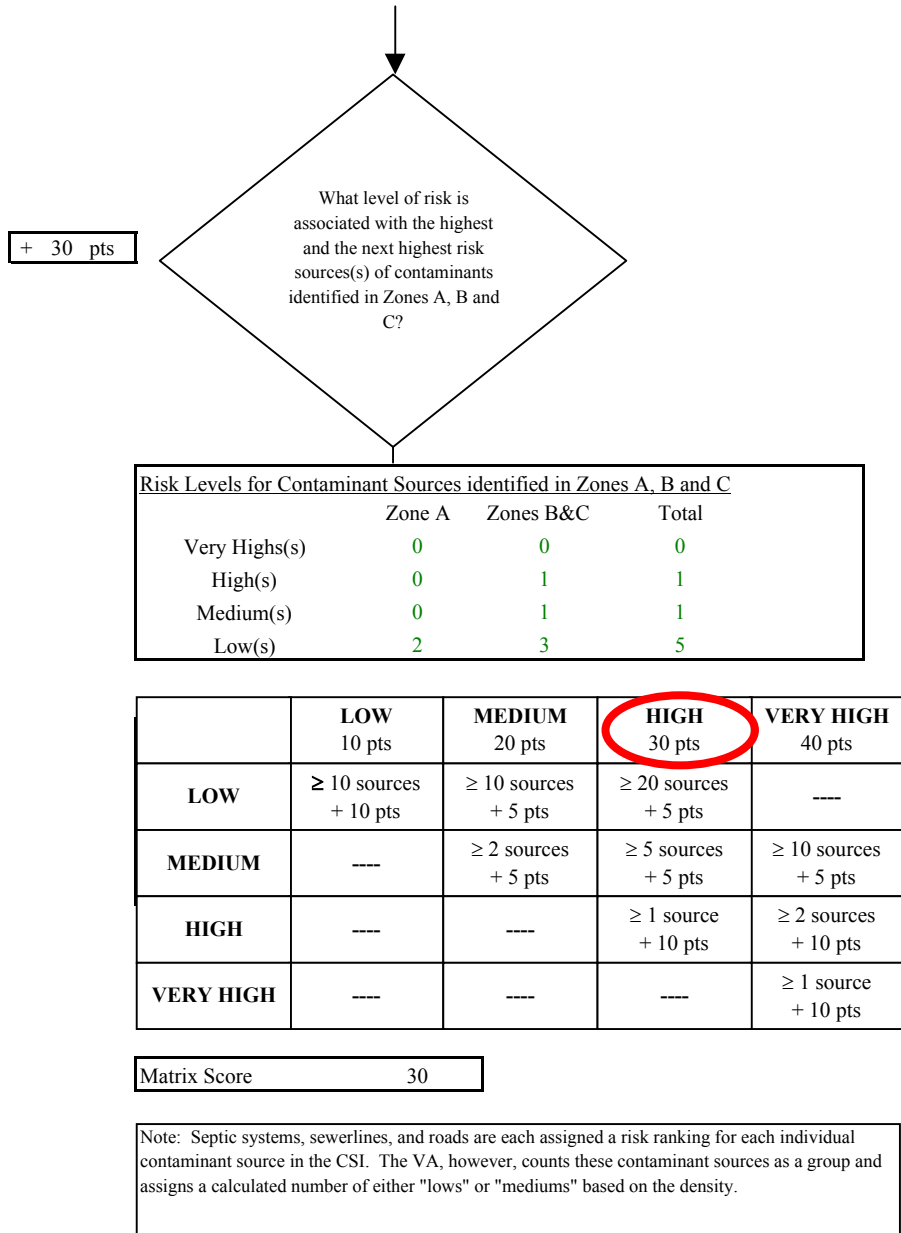 What level of risk is
associated with the highest
and the next highest risk
sources(s) of contaminants
identified in Zones A, B and
C?
+ 30 pts
Risk Levels for Contaminant Sources identified in Zones A, B and C
Zone A Zones B&C Total
Very Highs(s) 0 0 0
High(s) 0 1 1
Medium(s) 0 1 1
Low(s) 2 3 5
LOW MEDIUM HIGH VERY HIGH
10 pts 20 pts 30 pts 40 pts
LOW ≥ 10 sources + 10 pts ≥ 10 sources + 5 pts ≥ 20 sources + 5 pts ----
MEDIUM ---- ≥ 2 sources + 5 pts ≥ 5 sources + 5 pts ≥ 10 sources + 5 pts
HIGH ---- ---- ≥ 1 source + 10 pts ≥ 2 sources + 10 pts
VERY HIGH ---- ---- ---- ≥ 1 source + 10 pts
Matrix Score 30
Note: Septic systems, sewerlines, and roads are each assigned a risk ranking for each individual
contaminant source in the CSI. The VA, however, counts these contaminant sources as a group and
assigns a calculated number of either "lows" or "mediums" based on the density.